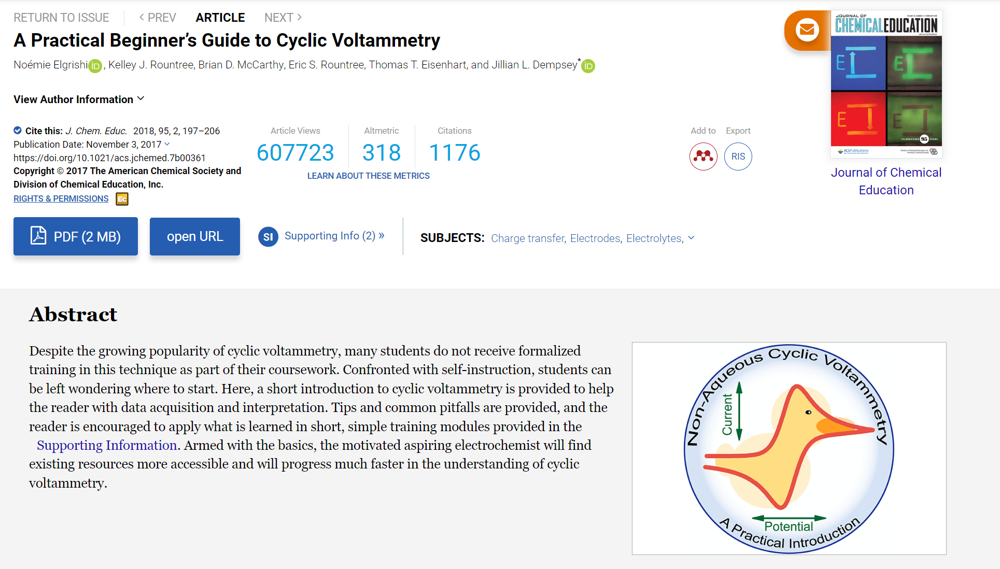 RETURN TO ISSUE
< PREV
ARTICLE
NEXT >
A Practical Beginner’s Guide to Cyclic Voltammetry
Noémie Elgrishi iD, Kelley J. Rountree, Brian D. McCarthy, Eric S. Rountree, Thomas T. Eisenhart, and Jillian L. Dempsey* iD
View Author Information
Cite this: J. Chem. Educ. 2018, 95, 2, 197–206
Publication Date: November 3, 2017
https://doi.org/10.1021/acs.jchemed.7b00361
Copyright © 2017 The American Chemical Society and
Division of Chemical Education, Inc.
RIGHTS & PERMISSIONS
Ec
Article Views
607723
Altmetric
318
Citations
1176
LEARN ABOUT THESE METRICS
Add to
Export
RIS
JOURNAL OF
CHEMICALEDUCATION
E
E
E
E
CELEBRATING 95 YEARS
ACSPublications
Journal of Chemical
Education
PDF (2 MB)
open URL
SI Supporting Info (2) »
SUBJECTS: Charge transfer, Electrodes, Electrolytes,
Abstract
Despite the growing popularity of cyclic voltammetry, many students do not receive formalized
training in this technique as part of their coursework. Confronted with self-instruction, students can
be left wondering where to start. Here, a short introduction to cyclic voltammetry is provided to help
the reader with data acquisition and interpretation. Tips and common pitfalls are provided, and the
reader is encouraged to apply what is learned in short, simple training modules provided in the
Supporting Information. Armed with the basics, the motivated aspiring electrochemist will find
existing resources more accessible and will progress much faster in the understanding of cyclic
voltammetry.
Non-Aqueous Cyclic Voltammetry
Current
Potential
A Practical Introduction